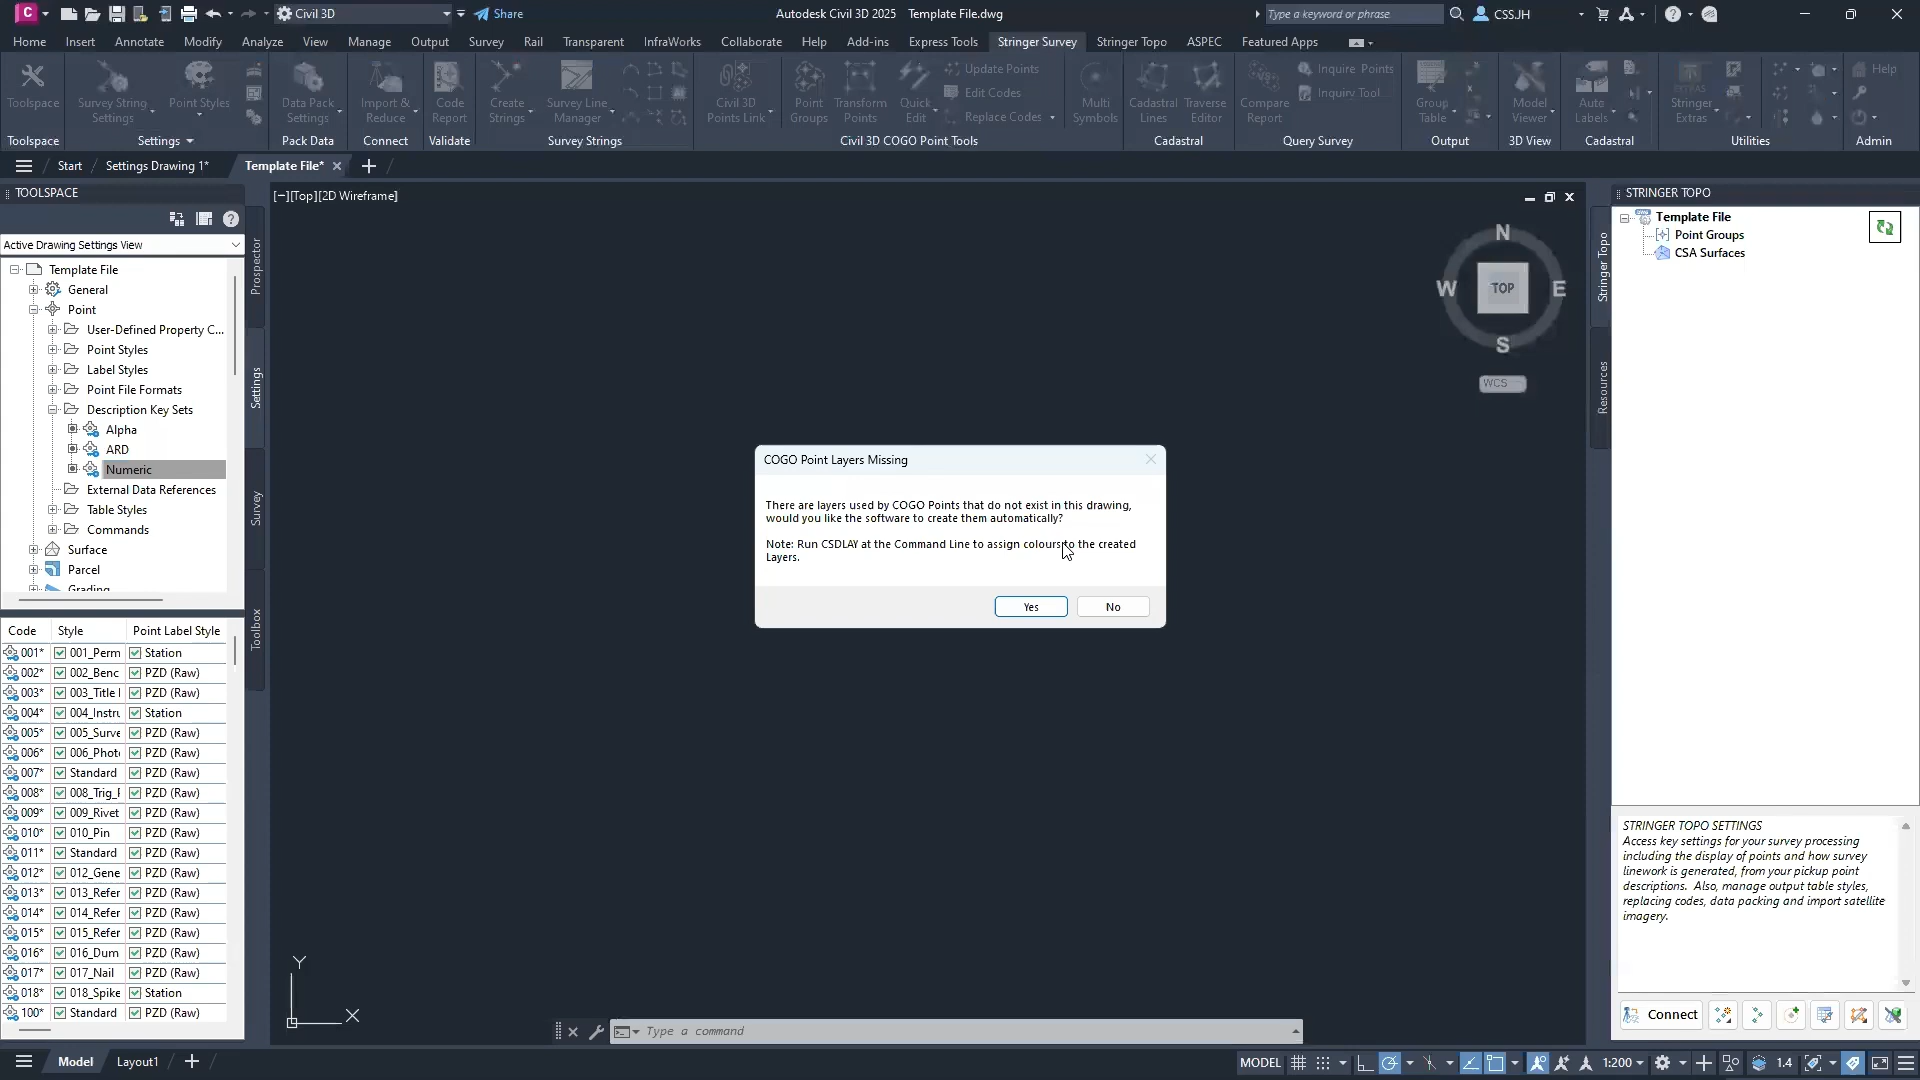 Civil 3D
Share
Autodesk Civil 3D 2025 Template File.dwg
Type a keyword or phrase
CSSJH
Home Insert Annotate Modify Analyze View Manage Output Survey Rail Transparent InfraWorks Collaborate Help Add-ins Express Tools Stringer Survey Stringer Topo ASPEC Featured Apps
Toolspace
Survey String
Settings
Point Styles
Data Pack
Settings
Import &
Reduce
Code
Report
Create
Strings
Survey Line
Manager
Civil 3D
Points Link
Point
Groups
Transform
Points
Quick
Edit
Update Points
Edit Codes
Replace Codes
Multi
Symbols
Cadastral
Lines
Traverse
Editor
Compare
Report
Inquire Points
Inquiry Tool
Group
Table
Model
Viewer
Auto
Labels
EXTRAS
Stringer
Extras
Help
Toolspace Settings Pack Data Connect Validate Survey Strings Civil 3D COGO Point Tools Cadastral Query Survey Output 3D View Cadastral Utilities Admin
Start Settings Drawing 1* Template File*
TOOLSPACE
Active Drawing Settings View
Template File
General
Point
User-Defined Property C...
Point Styles
Label Styles
Point File Formats
Description Key Sets
Alpha
ARD
Numeric
External Data References
Table Styles
Commands
Surface
Parcel
Grading
Prospector
Settings
Survey
Toolbox
Code Style Point Label Style
001* 001_Perm Station
002* 002_Benc PZD (Raw)
003* 003_Title PZD (Raw)
004* 004_Instru Station
005* 005_Surve PZD (Raw)
006* 006_Phot PZD (Raw)
007* Standard PZD (Raw)
008* 008_Trig_ PZD (Raw)
009* 009_Rivet PZD (Raw)
010* 010_Pin PZD (Raw)
011* Standard PZD (Raw)
012* 012_Gene PZD (Raw)
013* 013_Refer PZD (Raw)
014* 014_Refer PZD (Raw)
015* 015_Refer PZD (Raw)
016* 016_Dum PZD (Raw)
017* 017_Nail PZD (Raw)
018* 018_Spike Station
100* Standard PZD (Raw)
[−][Top][2D Wireframe]
N
W TOP E
S
WCS
COGO Point Layers Missing
There are layers used by COGO Points that do not exist in this drawing,
would you like the software to create them automatically?
Note: Run CSDLAY at the Command Line to assign colours to the created
Layers.
Yes No
Y
X
Type a command
STRINGER TOPO
Template File
Point Groups
CSA Surfaces
Stringer Topo
Resources
STRINGER TOPO SETTINGS
Access key settings for your survey processing
including the display of points and how survey
linework is generated, from your pickup point
descriptions. Also, manage output table styles,
replacing codes, data packing and import satellite
imagery.
Connect
Model Layout1
MODEL 1:200 1.4